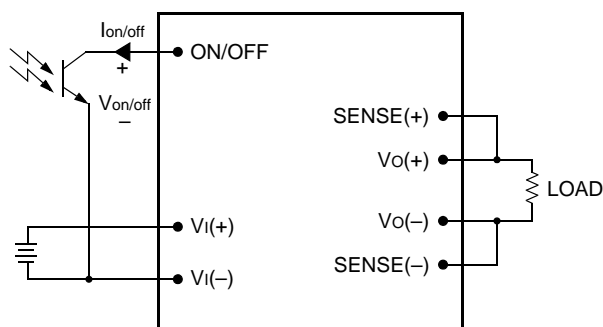 Ion/off
+
ON/OFF
Von/off
–
SENSE(+)
VO(+)
LOAD
VO(–)
SENSE(–)
VI(+)
VI(–)